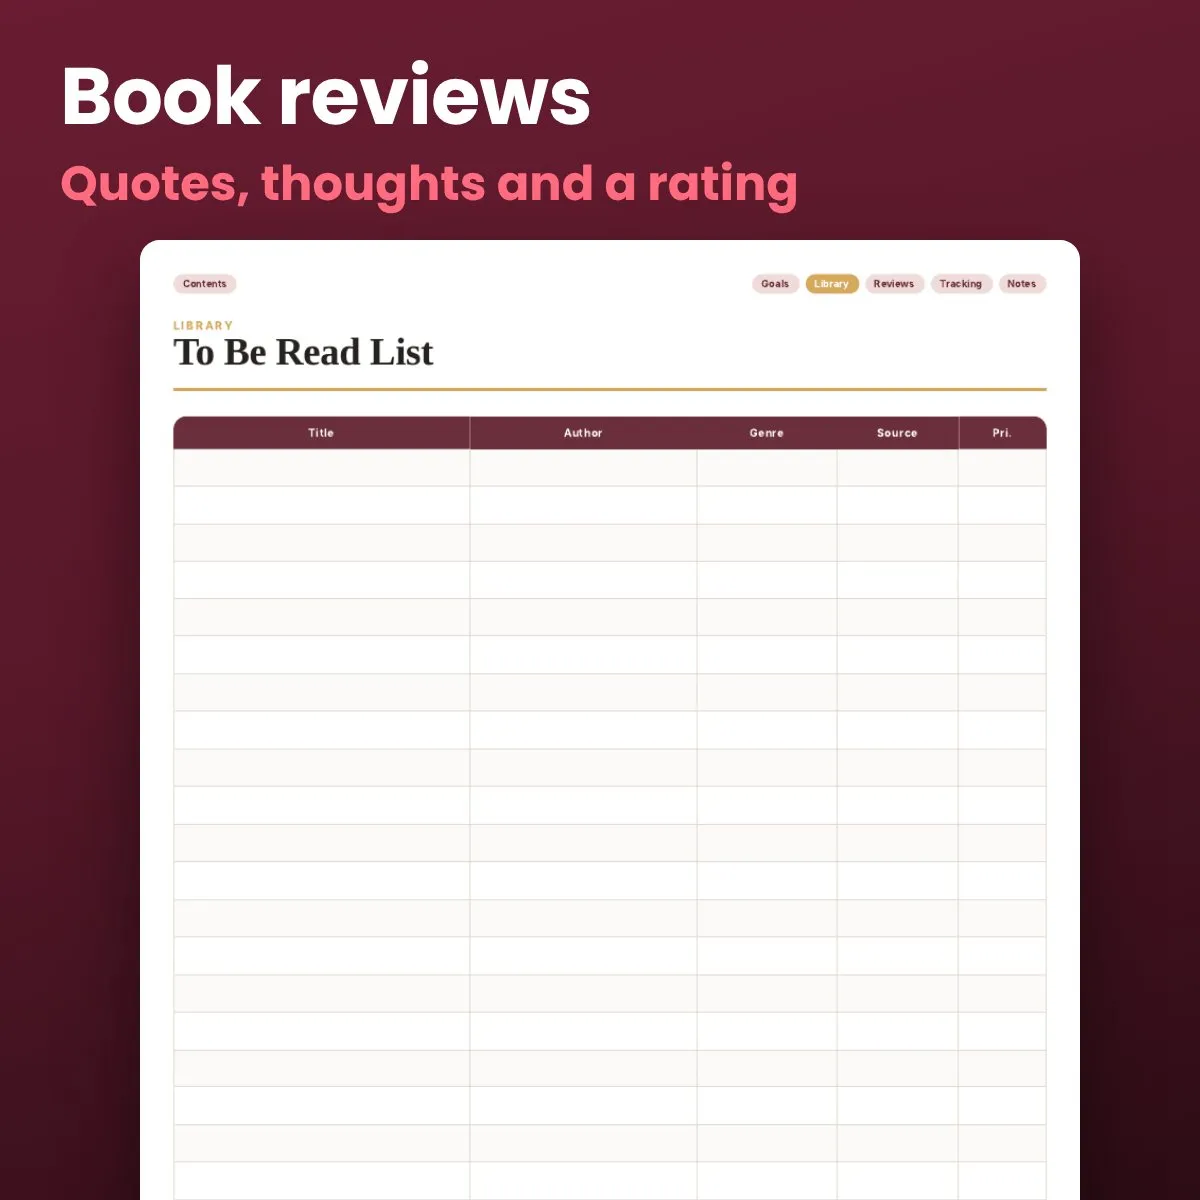 Book reviews
Quotes, thoughts and a rating
Contents Goals Library Reviews Tracking Notes
LIBRARY
To Be Read List
Title Author Genre Source Pri.